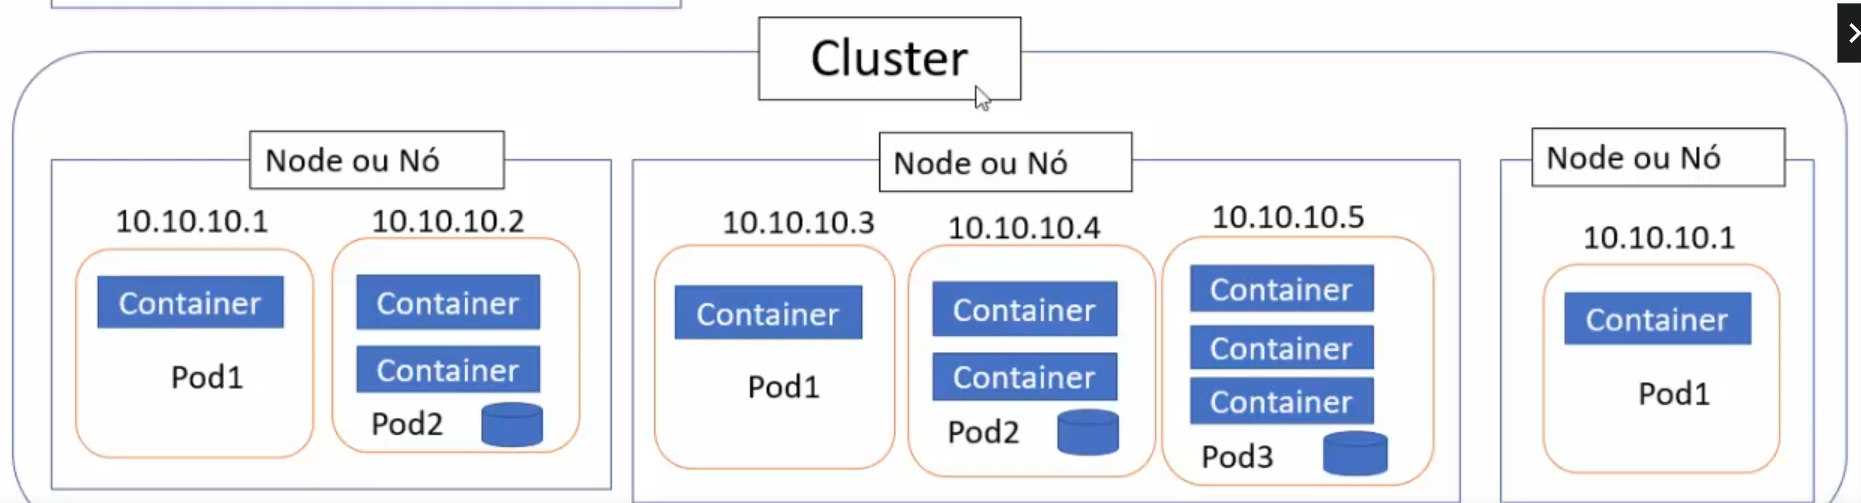 Cluster
Node ou Nó
10.10.10.1
10.10.10.2
Container
Pod1
Container
Container
Pod2
Node ou Nó
10.10.10.3
10.10.10.4
10.10.10.5
Container
Pod1
Container
Container
Pod2
Container
Container
Container
Pod3
Node ou Nó
10.10.10.1
Container
Pod1